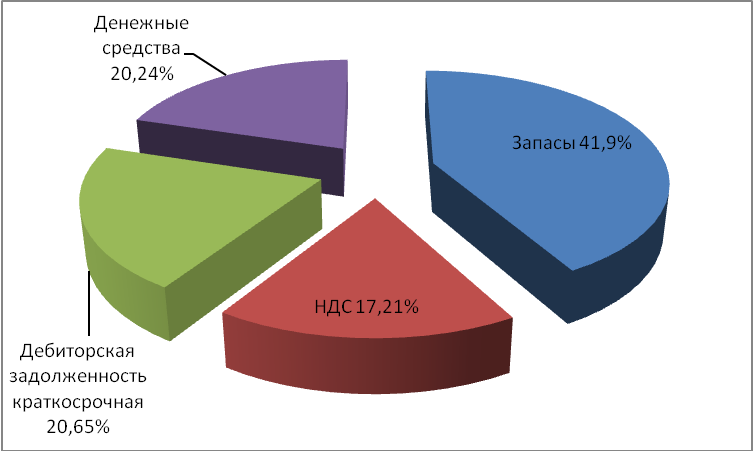 Денежные
средства
20,24%
Запасы 41,9%
НДС 17,21%
Дебиторская
задолженность
краткосрочная
20,65%